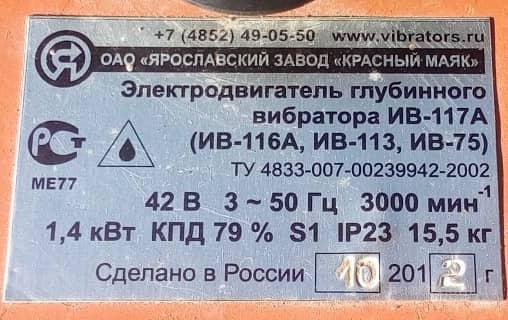 +7 (4852) 49-05-50 www.vibrators.ru
ОАО «ЯРОСЛАВСКИЙ ЗАВОД «КРАСНЫЙ МАЯК»
Электродвигатель глубинного
вибратора ИВ-117А
(ИВ-116А, ИВ-113, ИВ-75)
РСТ
МЕ77
ТУ 4833-007-00239942-2002
42 В 3 ~ 50 Гц 3000 мин⁻¹
1,4 кВт КПД 79 % S1 IP23 15,5 кг
Сделано в России 10 2012 г